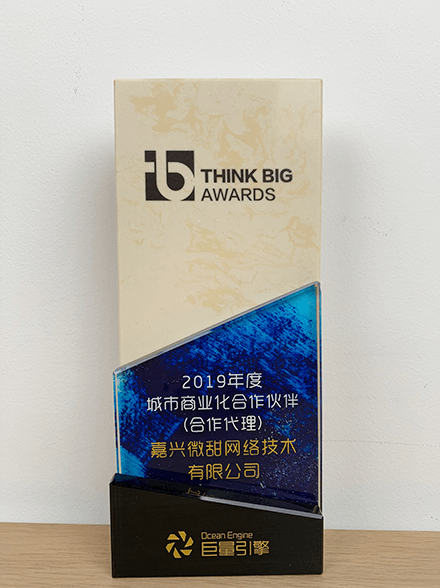 tb THINK BIG
AWARDS
2019年度
城市商业化合作伙伴
(合作代理)
嘉兴微甜网络技术
有限公司
Ocean Engine
巨量引擎